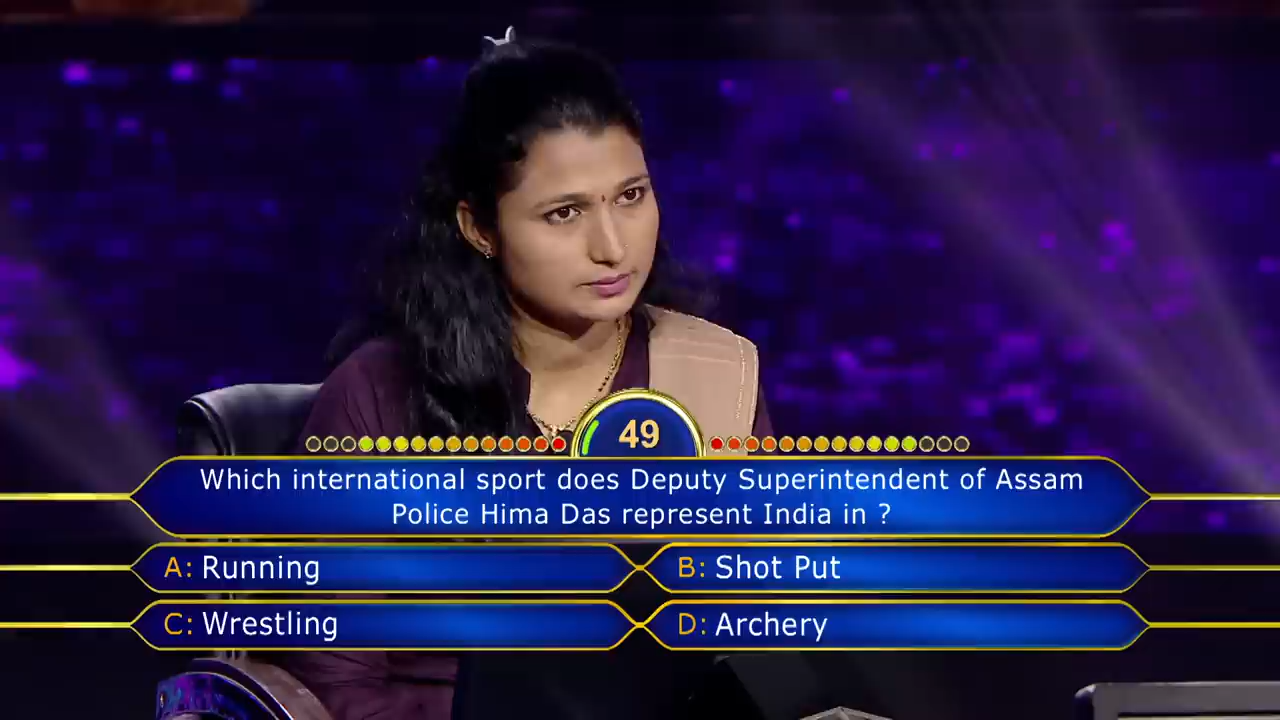 49
Which international sport does Deputy Superintendent of Assam
Police Hima Das represent India in ?
A: Running
B: Shot Put
C: Wrestling
D: Archery